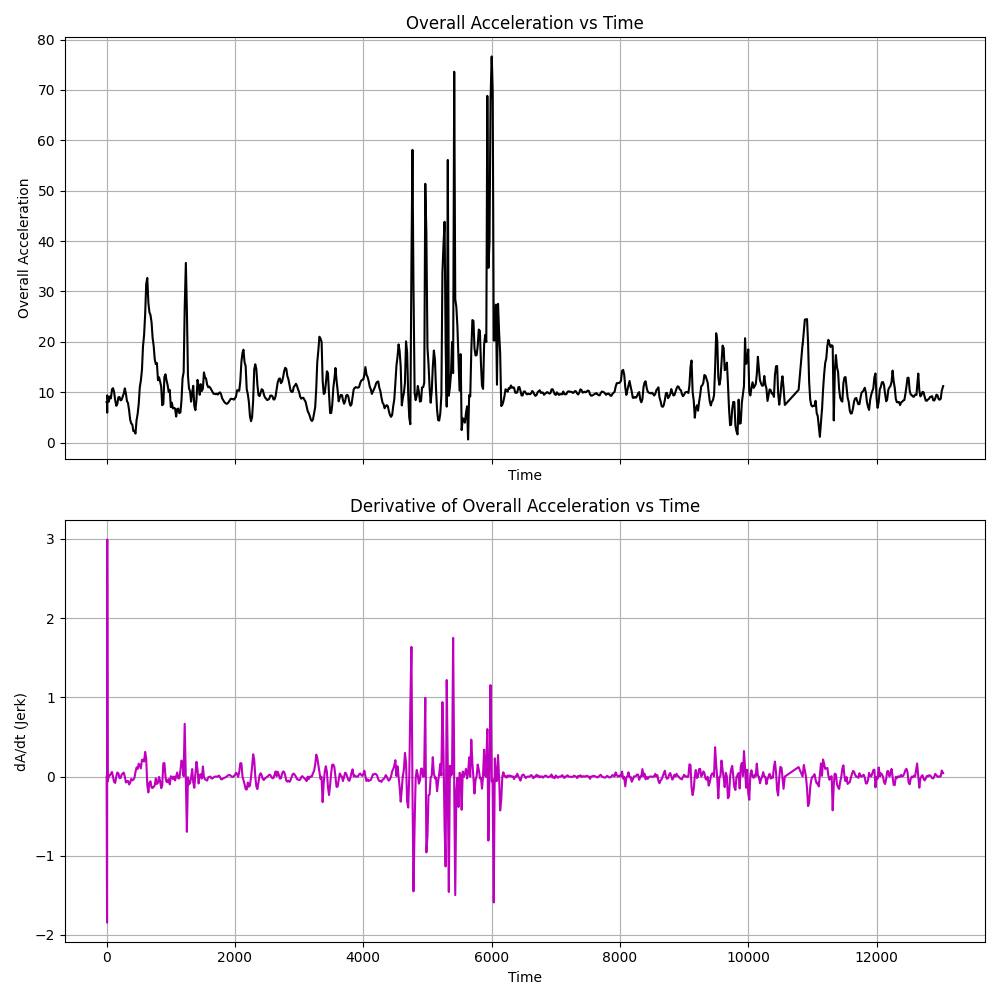 Overall Acceleration vs Time
80
70
60
50
40
30
20
10
0
Overall Acceleration
Time
Derivative of Overall Acceleration vs Time
3
2
1
0
−1
−2
dA/dt (Jerk)
0 2000 4000 6000 8000 10000 12000
Time